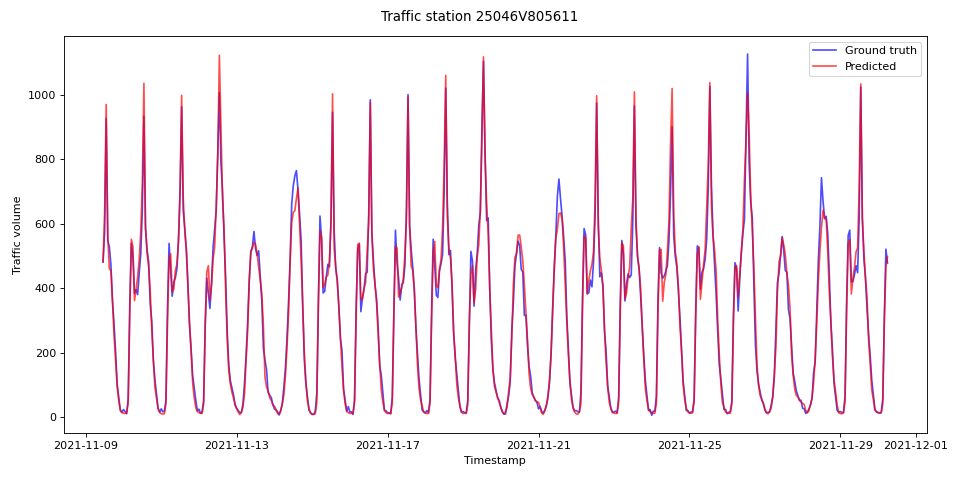 Traffic station 25046V805611
Ground truth
Predicted
Traffic volume
1000
800
600
400
200
0
2021-11-09
2021-11-13
2021-11-17
2021-11-21
2021-11-25
2021-11-29
2021-12-01
Timestamp